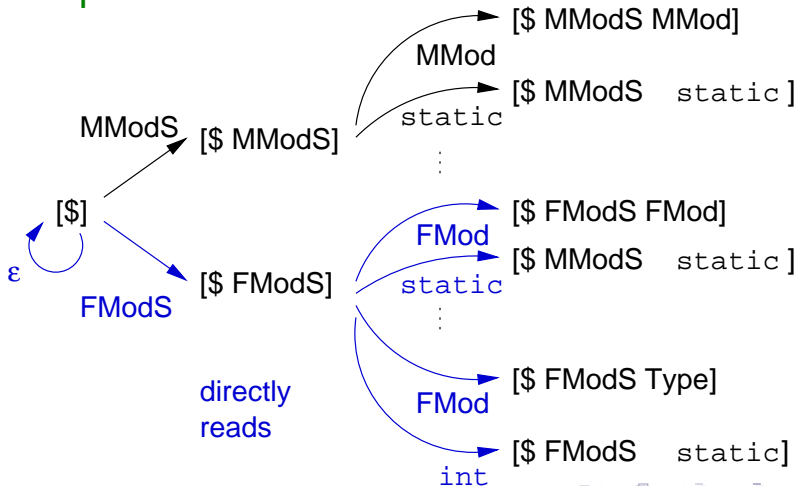 [$ MModS MMod]
MMod
[$ MModS static]
static
MModS
[$ MModS]
[$]
ε
[$ FModS FMod]
FMod
[$ MModS static]
static
[$ FModS]
FModS
[$ FModS Type]
FMod
directly
reads
[$ FModS static]
int